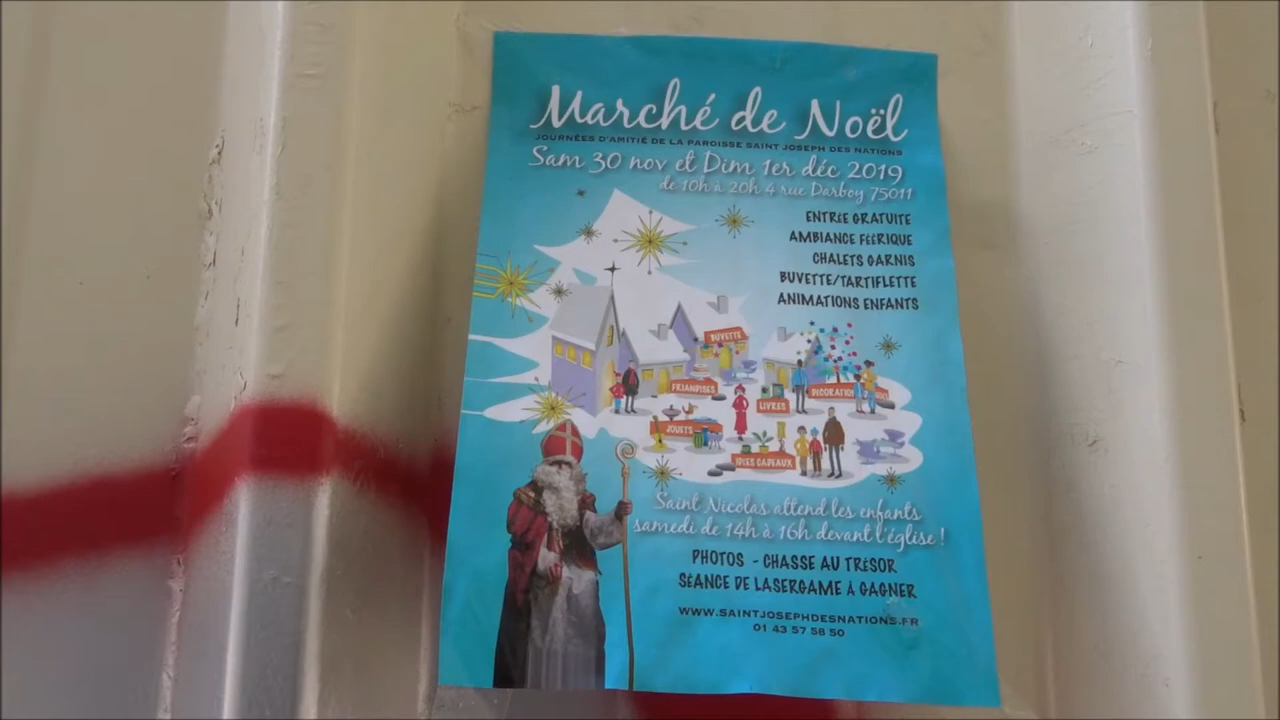 Marché de Noël
JOURNÉES D'AMITIÉ DE LA PAROISSE SAINT JOSEPH DES NATIONS
Sam 30 nov et Dim 1er déc 2019
de 10h à 20h 4 rue Darboy 75011
ENTRÉE GRATUITE
AMBIANCE FÉÉRIQUE
CHALETS GARNIS
BUVETTE/TARTIFLETTE
ANIMATIONS ENFANTS
BUVETTE
FRIANDISES
LIVRES
DECORATION
JOUETS
IDEES CADEAUX
Saint Nicolas attend les enfants
samedi de 14h à 16h devant l'église !
PHOTOS - CHASSE AU TRÉSOR
SÉANCE DE LASERGAME À GAGNER
WWW.SAINTJOSEPHDESNATIONS.FR
01 43 57 58 50